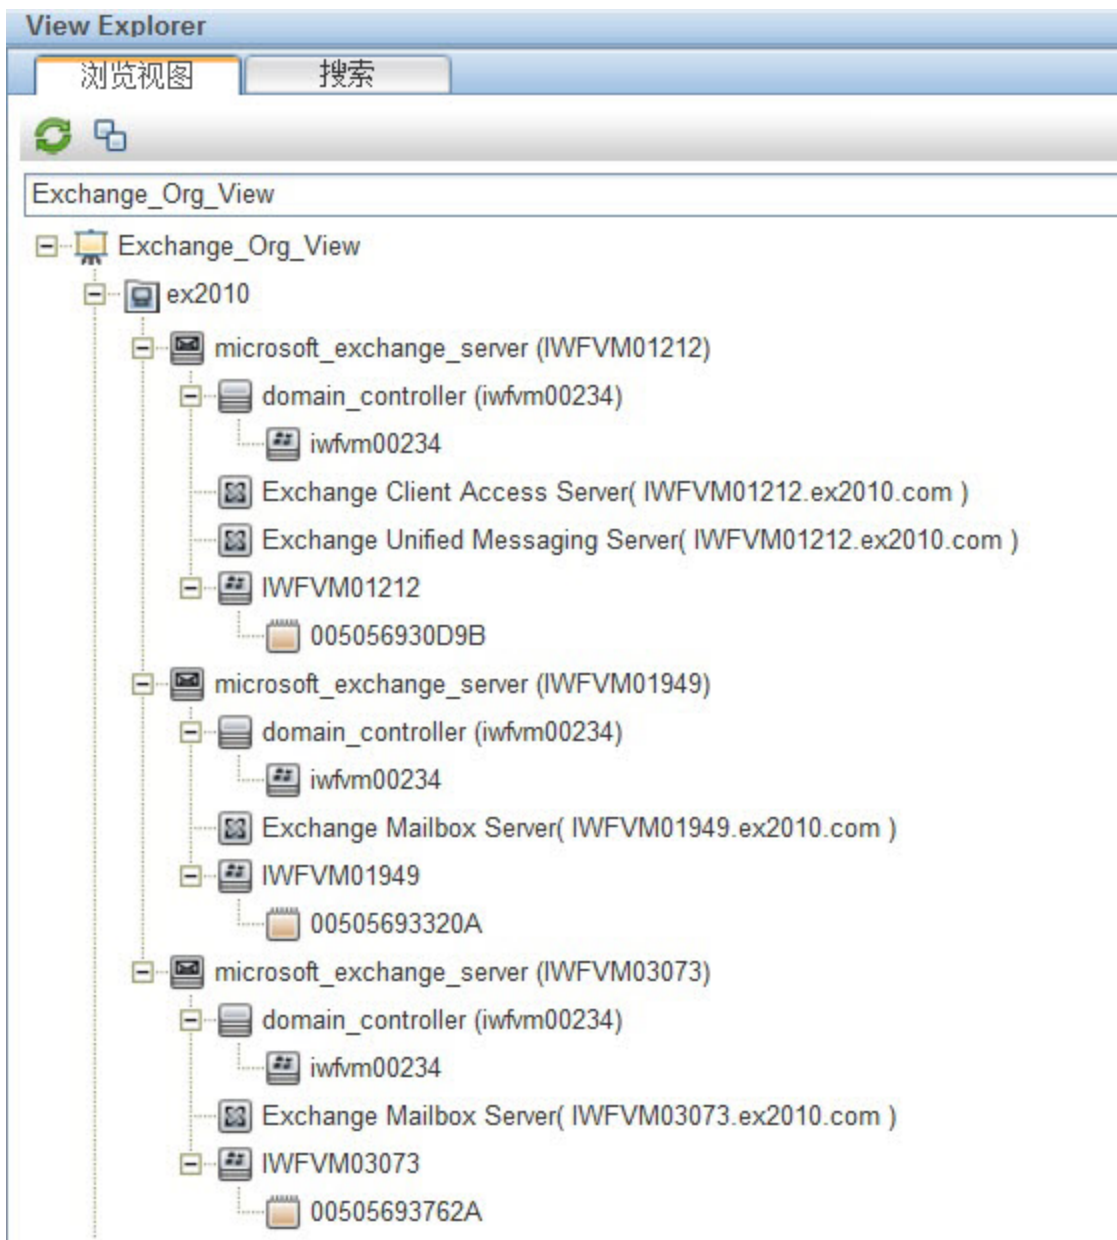 View Explorer
浏览视图 搜索
Exchange_Org_View
Exchange_Org_View
ex2010
microsoft_exchange_server (IWFVM01212)
domain_controller (iwfvm00234)
iwfvm00234
Exchange Client Access Server( IWFVM01212.ex2010.com )
Exchange Unified Messaging Server( IWFVM01212.ex2010.com )
IWFVM01212
005056930D9B
microsoft_exchange_server (IWFVM01949)
domain_controller (iwfvm00234)
iwfvm00234
Exchange Mailbox Server( IWFVM01949.ex2010.com )
IWFVM01949
00505693320A
microsoft_exchange_server (IWFVM03073)
domain_controller (iwfvm00234)
iwfvm00234
Exchange Mailbox Server( IWFVM03073.ex2010.com )
IWFVM03073
00505693762A